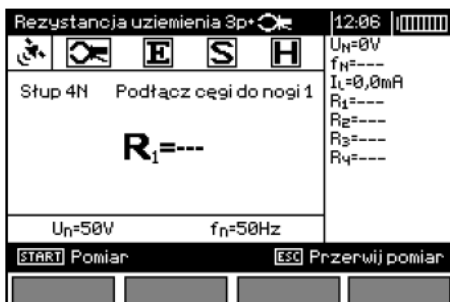 Rezystancja uziemienia 3p+ 12:06
E S H
UN=0V
fN=---
IL=0,0mA
R1=---
R2=---
R3=---
R4=---
Słup 4N Podłącz cęgi do nogi 1
R1=---
Un=50V fn=50Hz
START Pomiar ESC Przerwij pomiar